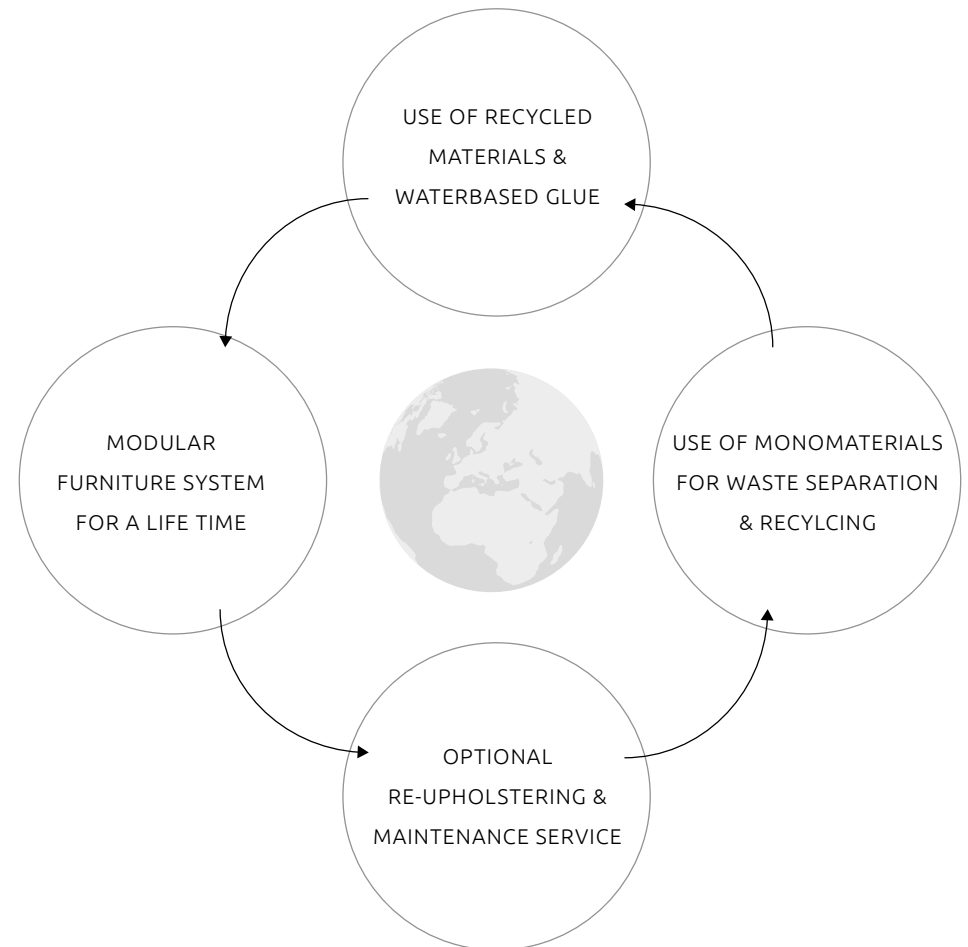 USE OF RECYCLED
MATERIALS &
WATERBASED GLUE
MODULAR
FURNITURE SYSTEM
FOR A LIFE TIME
USE OF MONOMATERIALS
FOR WASTE SEPARATION
& RECYLCING
OPTIONAL
RE-UPHOLSTERING &
MAINTENANCE SERVICE